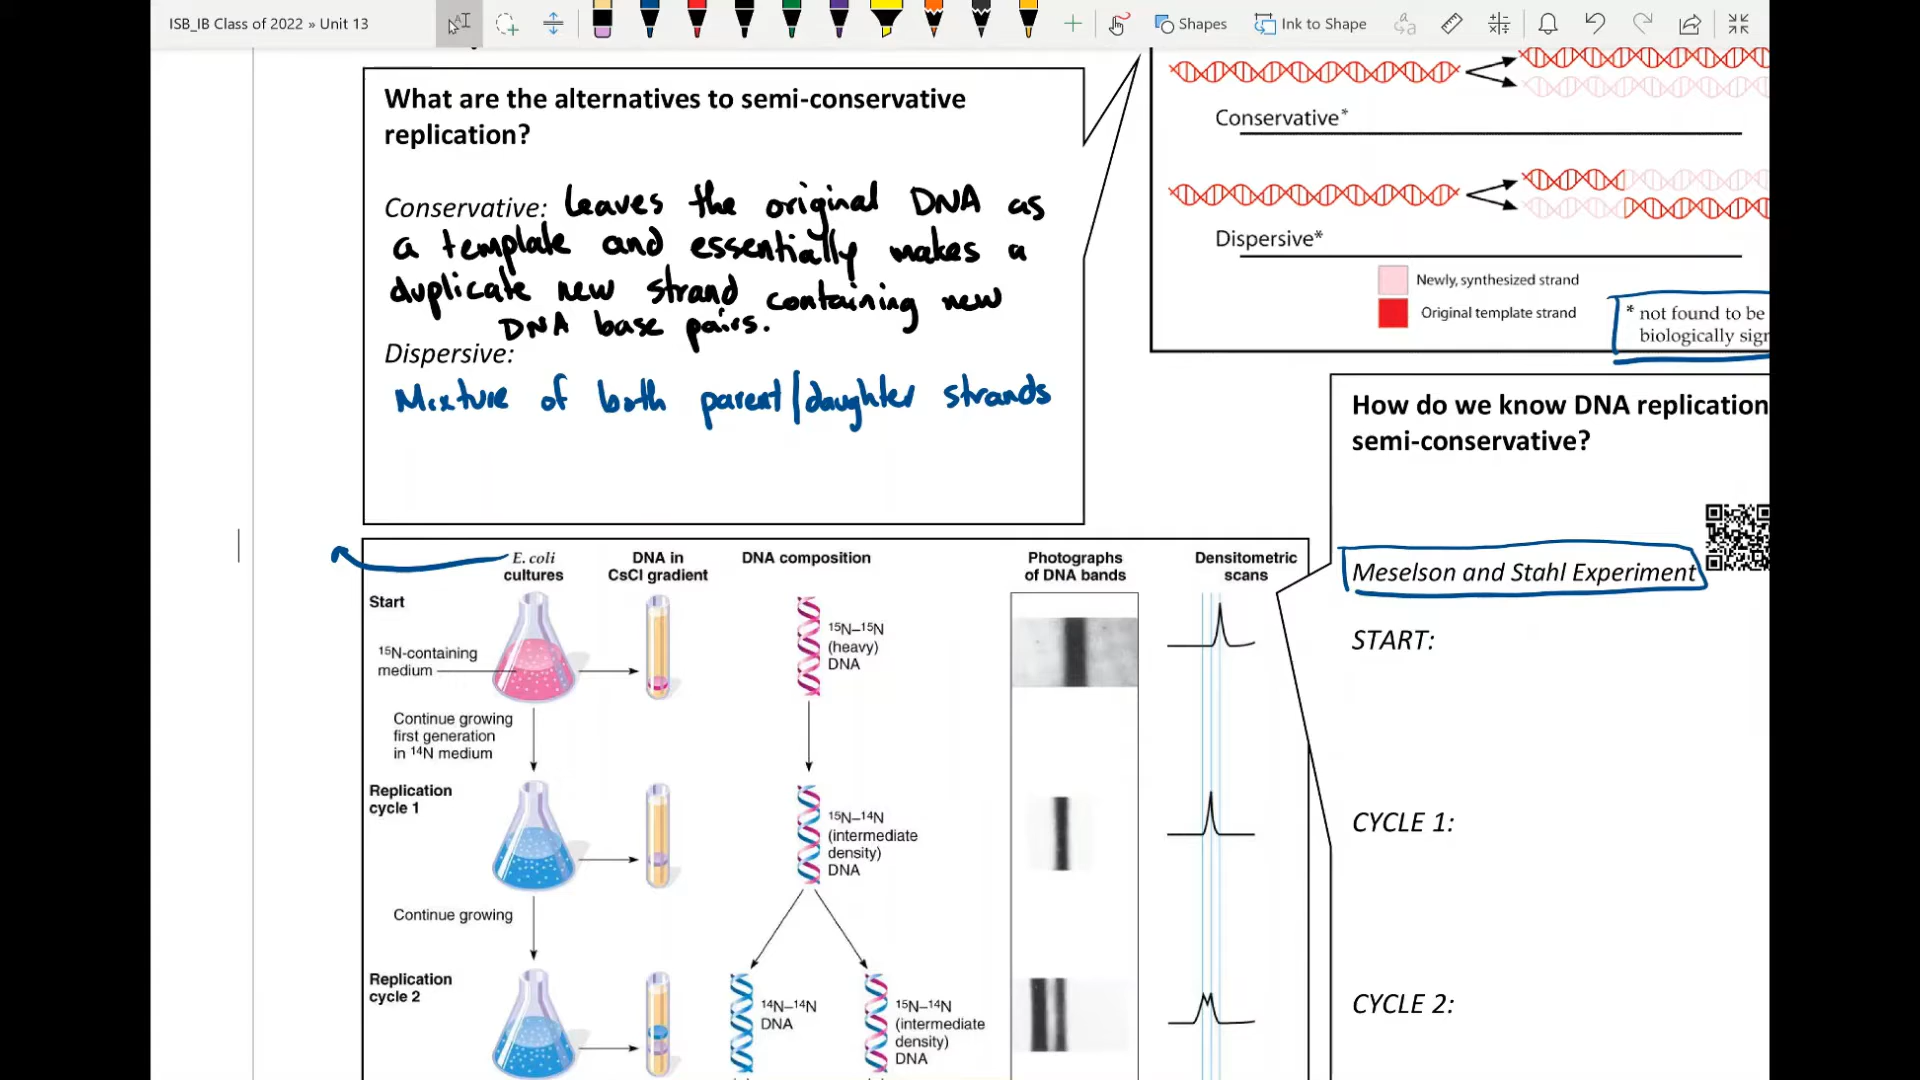 ISB_IB Class of 2022 » Unit 13
Shapes
Ink to Shape
What are the alternatives to semi-conservative
replication?
Conservative: Leaves the original DNA as
a template and essentially makes a
duplicate new strand containing new
DNA base pairs.
Dispersive:
Mixture of both parent/daughter strands
Conservative*
Dispersive*
Newly, synthesized strand
Original template strand
* not found to be
biologically sign
How do we know DNA replication
semi-conservative?
Meselson and Stahl Experiment
START:
CYCLE 1:
CYCLE 2:
E. coli
cultures
DNA in
CsCl gradient
DNA composition
Photographs
of DNA bands
Densitometric
scans
Start
¹⁵N-containing
medium
¹⁵N–¹⁵N
(heavy)
DNA
Continue growing
first generation
in ¹⁴N medium
Replication
cycle 1
¹⁵N–¹⁴N
(intermediate
density)
DNA
Continue growing
Replication
cycle 2
¹⁴N–¹⁴N
DNA
¹⁵N–¹⁴N
(intermediate
density)
DNA